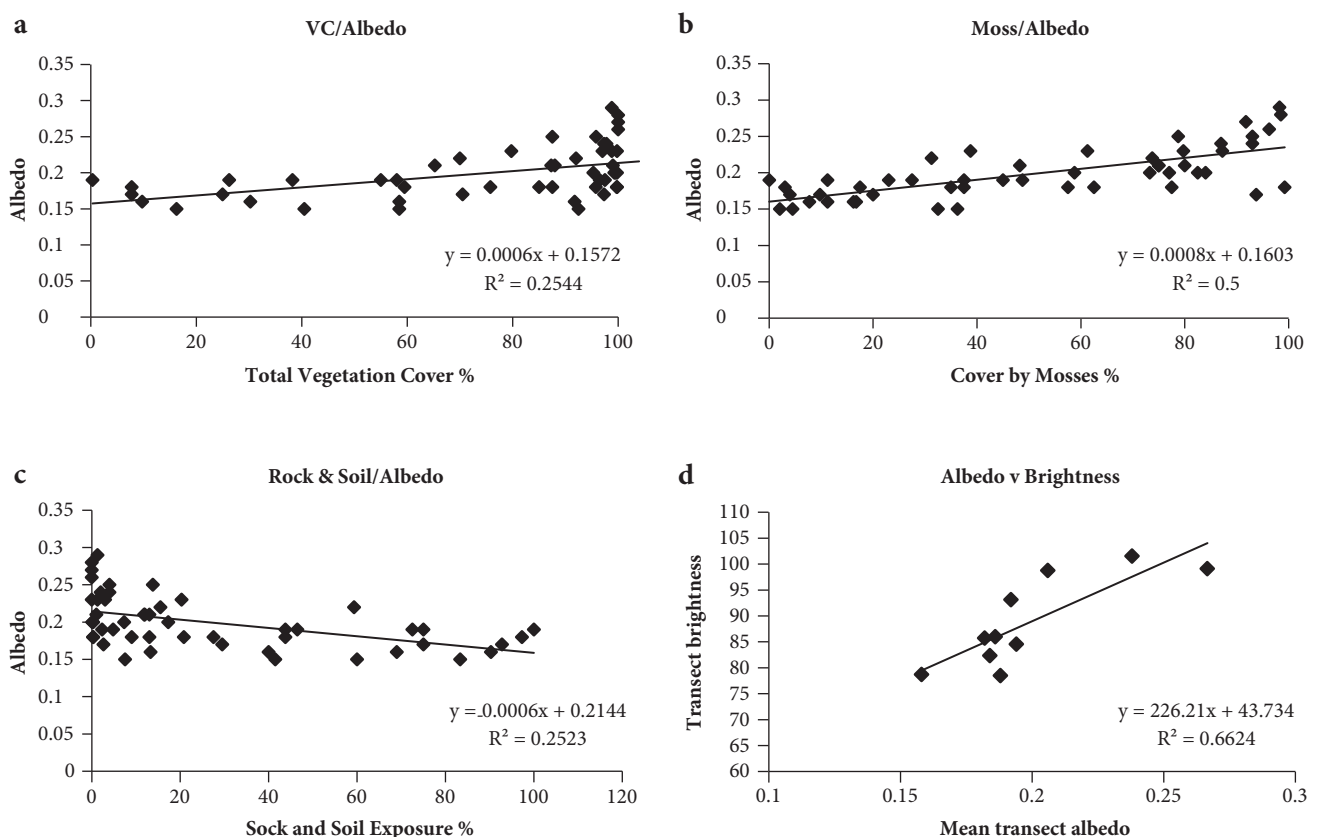 a
VC/Albedo
0.35
0.3
0.25
0.2
0.15
0.1
0.05
0
Albedo
y = 0.0006x + 0.1572
R² = 0.2544
0 20 40 60 80 100
Total Vegetation Cover %
b
Moss/Albedo
0.35
0.3
0.25
0.2
0.15
0.1
0.05
0
Albedo
y = 0.0008x + 0.1603
R² = 0.5
0 20 40 60 80 100
Cover by Mosses %
c
Rock & Soil/Albedo
0.35
0.3
0.25
0.2
0.15
0.1
0.05
0
Albedo
y = -0.0006x + 0.2144
R² = 0.2523
0 20 40 60 80 100 120
Sock and Soil Exposure %
d
Albedo v Brightness
110
105
100
95
90
85
80
75
70
65
60
Transect brightness
y = 226.21x + 43.734
R² = 0.6624
0.1 0.15 0.2 0.25 0.3
Mean transect albedo